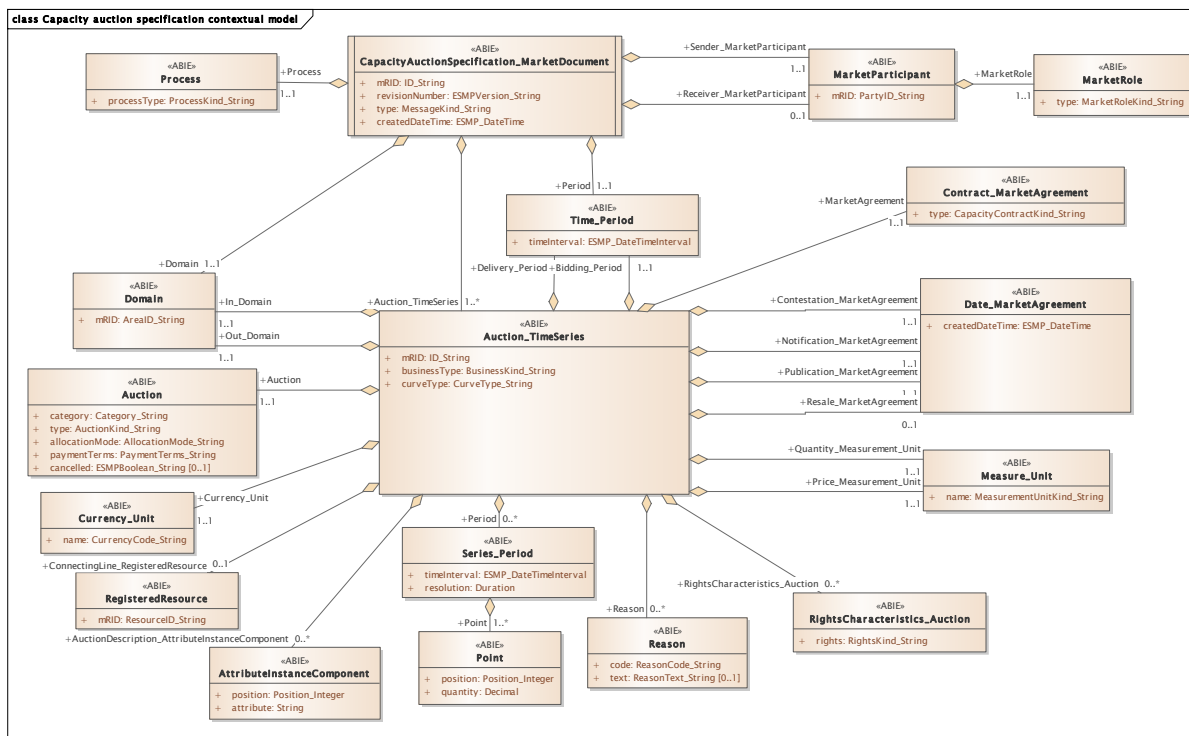 class Capacity auction specification contextual model
«ABIE»
CapacityAuctionSpecification_MarketDocument
+ mRID: ID_String
+ revisionNumber: ESMPVersion_String
+ type: MessageKind_String
+ createdDateTime: ESMP_DateTime
«ABIE»
Process
+ processType: ProcessKind_String
+Process
1..1
+Sender_MarketParticipant
1..1
+Receiver_MarketParticipant
0..1
«ABIE»
MarketParticipant
+ mRID: PartyID_String
+MarketRole
1..1
«ABIE»
MarketRole
+ type: MarketRoleKind_String
+Period 1..1
«ABIE»
Time_Period
+ timeInterval: ESMP_DateTimeInterval
+Delivery_Period
+Bidding_Period
1..1
+MarketAgreement
1..1
«ABIE»
Contract_MarketAgreement
+ type: CapacityContractKind_String
+Domain 1..1
«ABIE»
Domain
+ mRID: AreaID_String
+In_Domain
1..1
+Out_Domain
1..1
+Auction_TimeSeries 1..*
«ABIE»
Auction_TimeSeries
+ mRID: ID_String
+ businessType: BusinessKind_String
+ curveType: CurveType_String
+Contestation_MarketAgreement
1..1
+Notification_MarketAgreement
1..1
+Publication_MarketAgreement
1..1
+Resale_MarketAgreement
0..1
«ABIE»
Date_MarketAgreement
+ createdDateTime: ESMP_DateTime
«ABIE»
Auction
+ category: Category_String
+ type: AuctionKind_String
+ allocationMode: AllocationMode_String
+ paymentTerms: PaymentTerms_String
+ cancelled: ESMPBoolean_String [0..1]
+Auction
1..1
+Quantity_Measurement_Unit
1..1
+Price_Measurement_Unit
1..1
«ABIE»
Measure_Unit
+ name: MeasurementUnitKind_String
«ABIE»
Currency_Unit
+ name: CurrencyCode_String
+Currency_Unit
1..1
+ConnectingLine_RegisteredResource 0..1
«ABIE»
RegisteredResource
+ mRID: ResourceID_String
+AuctionDescription_AttributeInstanceComponent 0..*
«ABIE»
AttributeInstanceComponent
+ position: Position_Integer
+ attribute: String
+Period 0..*
«ABIE»
Series_Period
+ timeInterval: ESMP_DateTimeInterval
+ resolution: Duration
+Point 1..*
«ABIE»
Point
+ position: Position_Integer
+ quantity: Decimal
+Reason 0..*
«ABIE»
Reason
+ code: ReasonCode_String
+ text: ReasonText_String [0..1]
+RightsCharacteristics_Auction 0..*
«ABIE»
RightsCharacteristics_Auction
+ rights: RightsKind_String